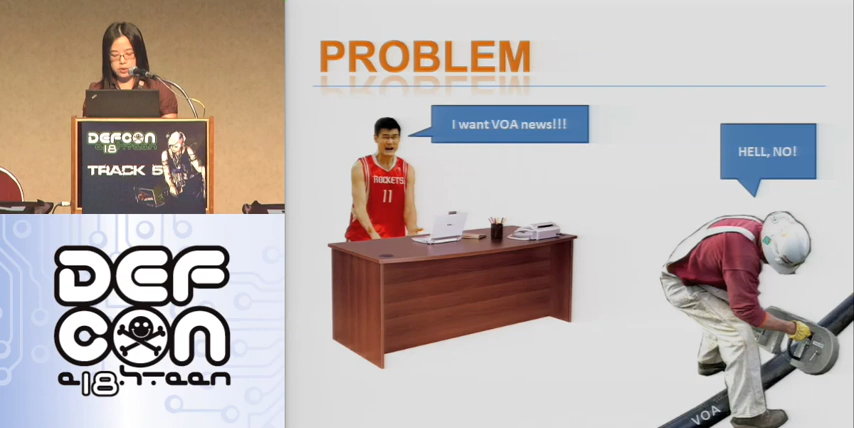 DEFCON
18
TRACK 5
DEF
CON
e18hteen
PROBLEM
I want VOA news!!!
HELL, NO!
ROCKETS
11
VOA